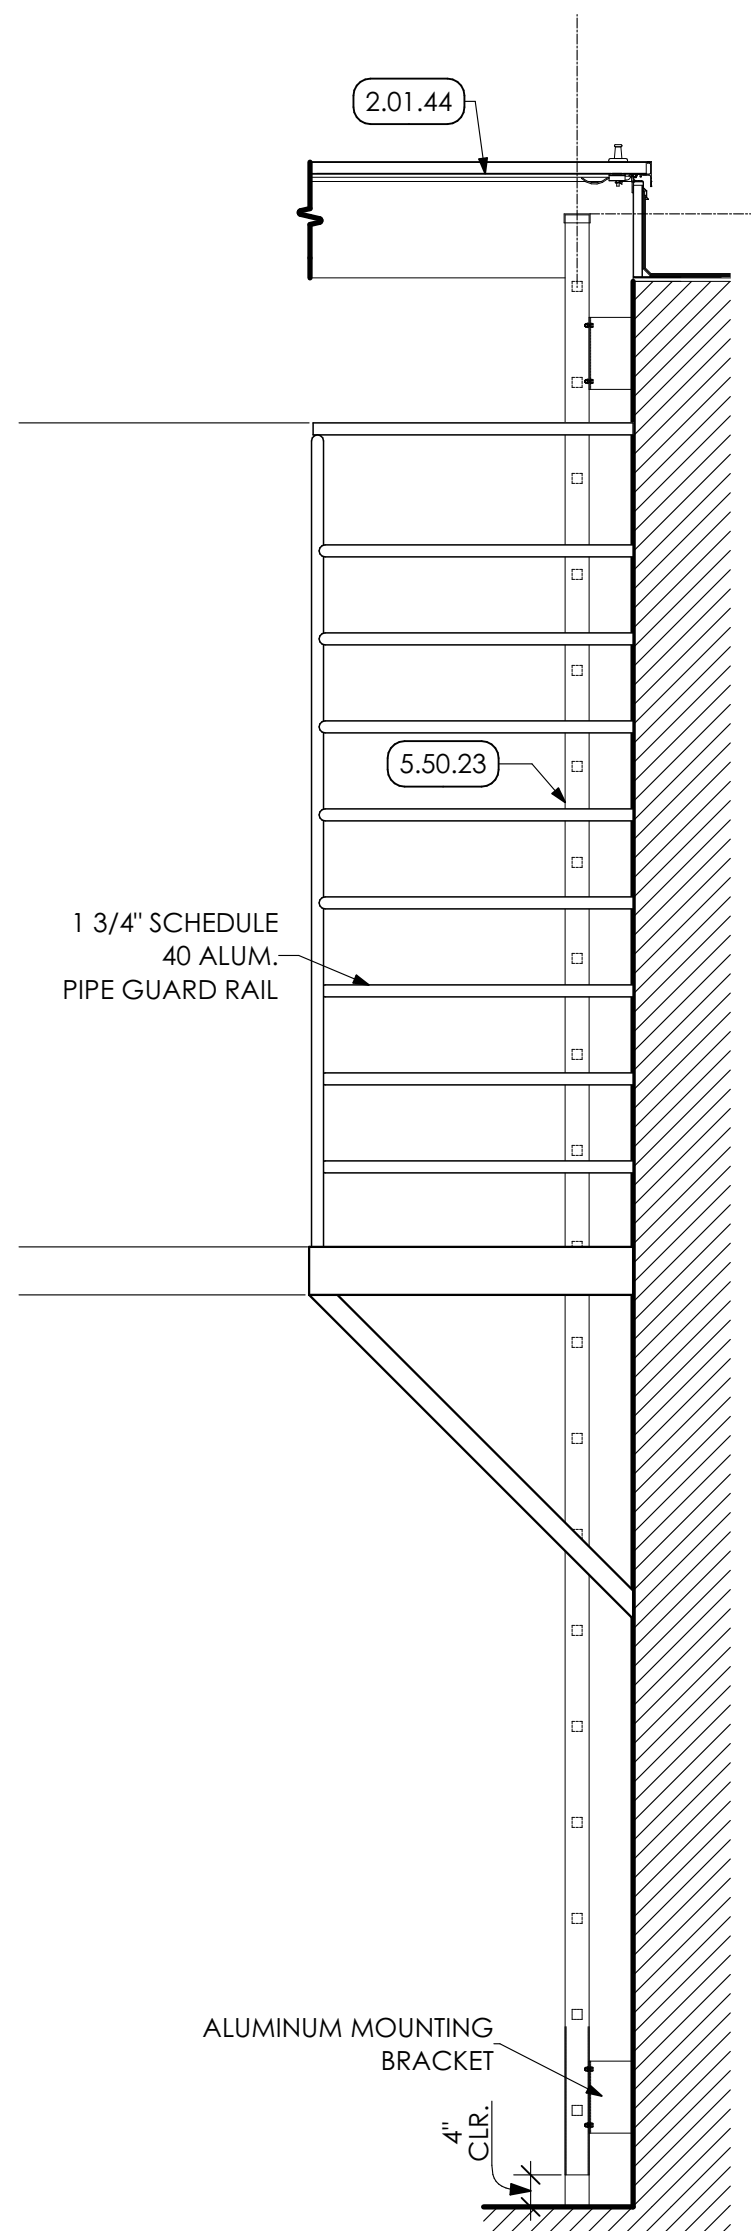 2.01.44
5.50.23
1 3/4" SCHEDULE
40 ALUM.
PIPE GUARD RAIL
ALUMINUM MOUNTING
BRACKET
4"
CLR.